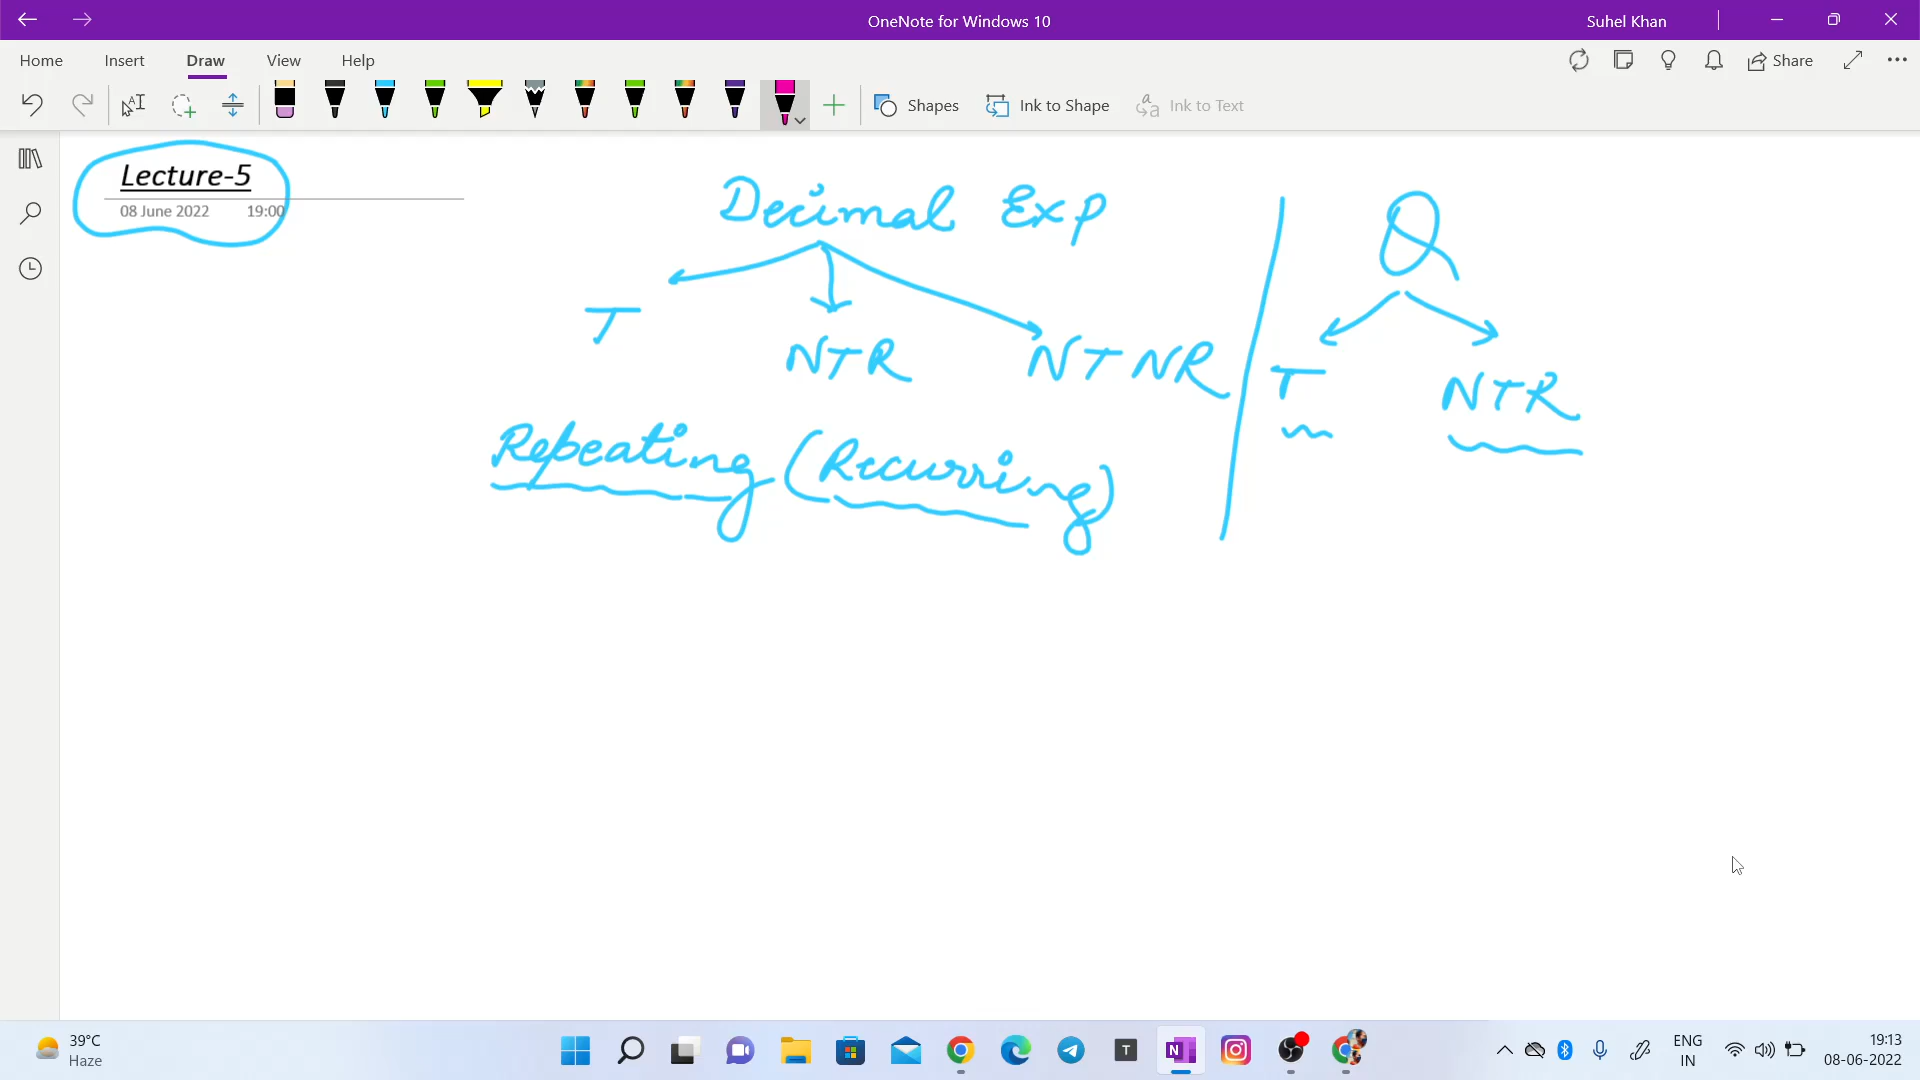 OneNote for Windows 10
Suhel Khan
Home Insert Draw View Help
Share
Shapes Ink to Shape Ink to Text
Lecture-5
08 June 2022 19:00
Decimal Exp
T NTR NTNR
Repeating (Recurring)
Q
T NTR
39°C
Haze
ENG
IN
19:13
08-06-2022